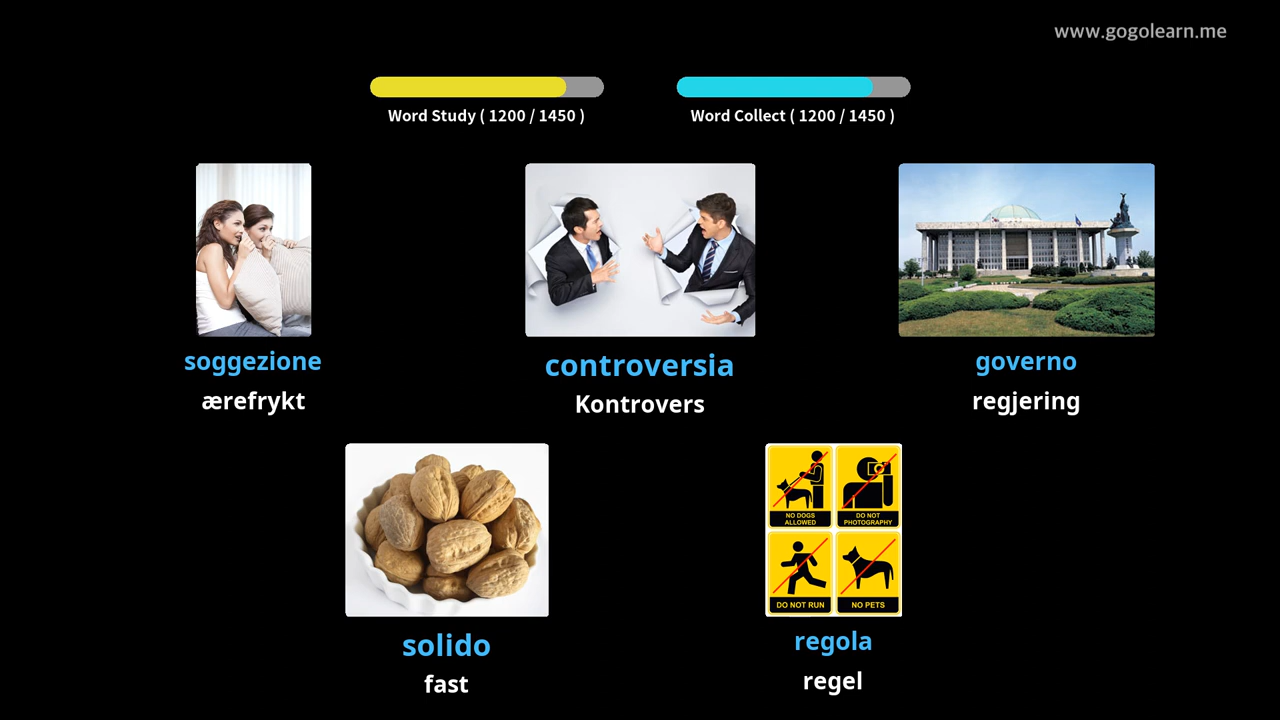 www.gogolearn.me
Word Study ( 1200 / 1450 )
Word Collect ( 1200 / 1450 )
soggezione
ærefrykt
controversia
Kontrovers
governo
regjering
NO DOGS
ALLOWED
DO NOT
PHOTOGRAPHY
DO NOT RUN
NO PETS
solido
fast
regola
regel